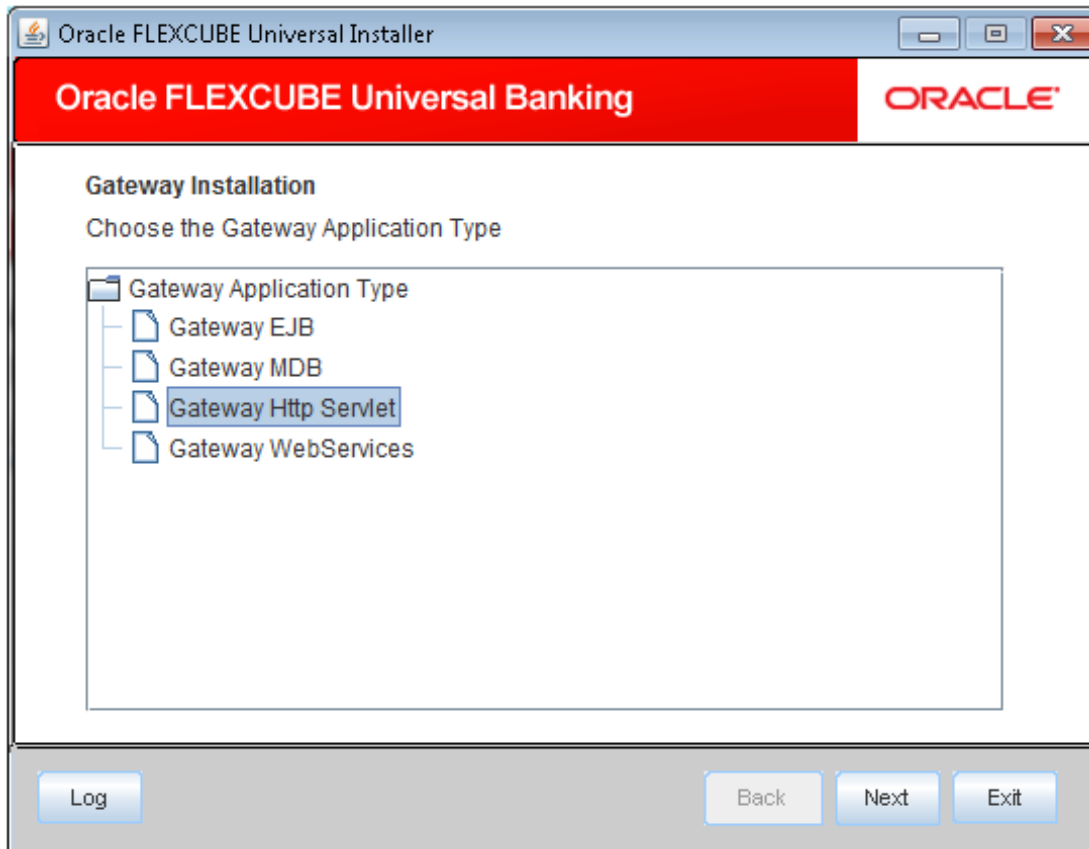 Oracle FLEXCUBE Universal Installer
Oracle FLEXCUBE Universal Banking
ORACLE'
Gateway Installation
Choose the Gateway Application Type
Gateway Application Type
Gateway EJB
Gateway MDB
Gateway Http Servlet
Gateway WebServices
Log Back Next Exit